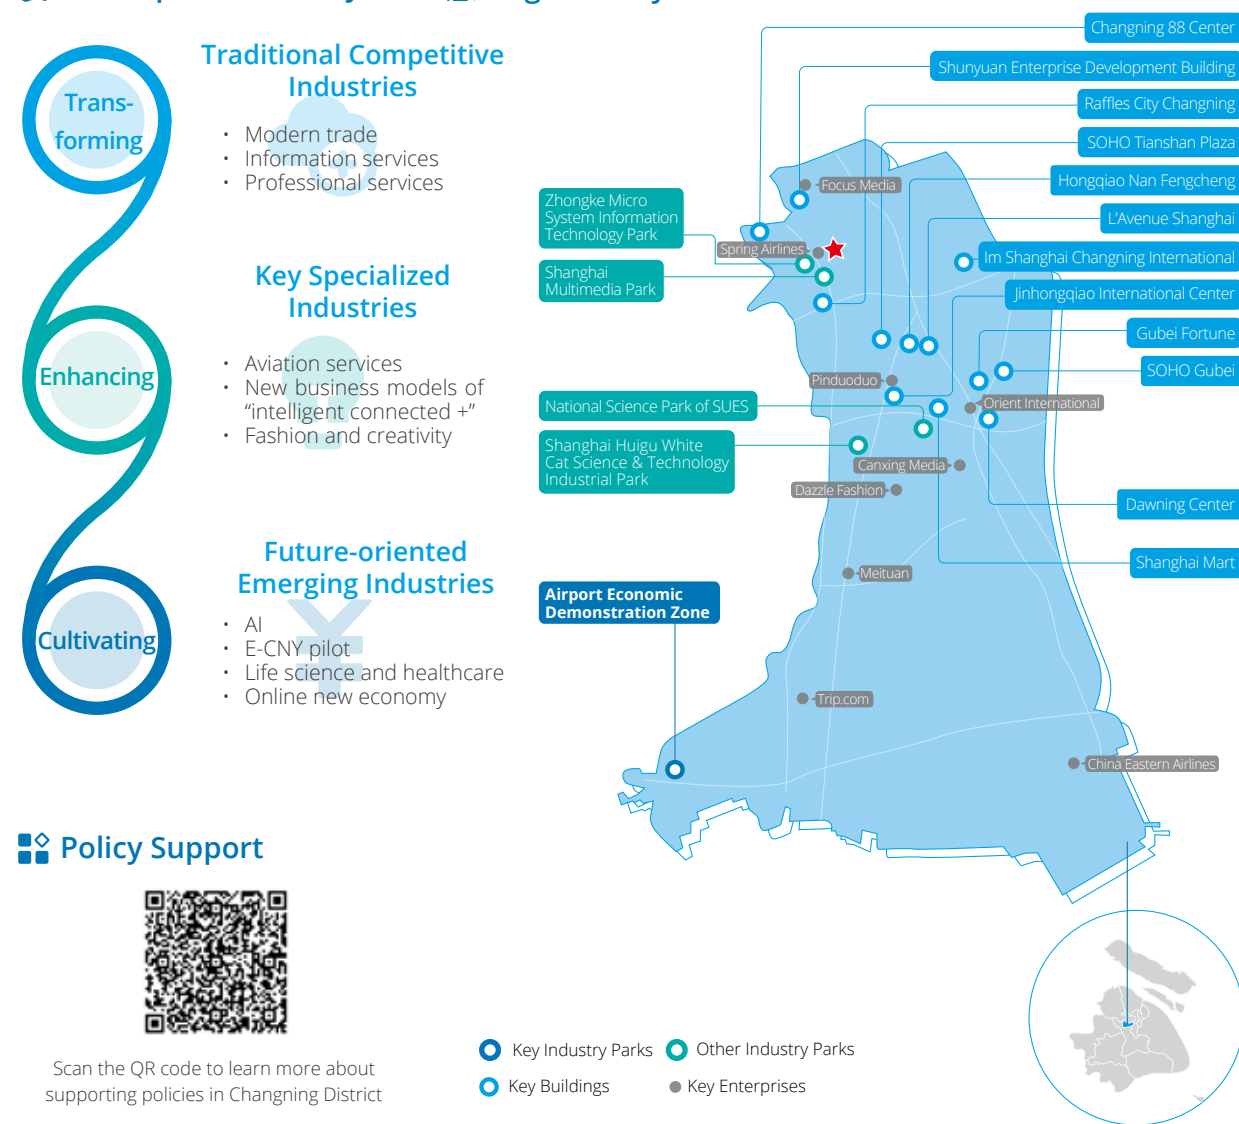 Trans-
forming
Traditional Competitive
Industries
• Modern trade
• Information services
• Professional services
Enhancing
Key Specialized
Industries
• Aviation services
• New business models of
“intelligent connected +”
• Fashion and creativity
Cultivating
Future-oriented
Emerging Industries
• AI
• E-CNY pilot
• Life science and healthcare
• Online new economy
Changning 88 Center
Shunyuan Enterprise Development Building
Raffles City Changning
SOHO Tianshan Plaza
Hongqiao Nan Fengcheng
L’Avenue Shanghai
Im Shanghai Changning International
Jinhongqiao International Center
Gubei Fortune
SOHO Gubei
Dawning Center
Shanghai Mart
Zhongke Micro
System Information
Technology Park
Shanghai
Multimedia Park
National Science Park of SUES
Shanghai Huigu White
Cat Science & Technology
Industrial Park
Airport Economic
Demonstration Zone
Focus Media
Spring Airlines
Pinduoduo
Orient International
Canxing Media
Dazzle Fashion
Meituan
Trip.com
China Eastern Airlines
Policy Support
Scan the QR code to learn more about
supporting policies in Changning District
Key Industry Parks
Other Industry Parks
Key Buildings
Key Enterprises